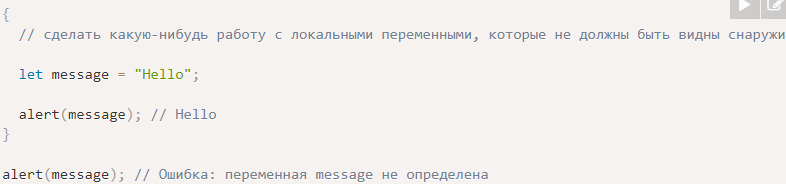 {
// сделать какую-нибудь работу с локальными переменными, которые не должны быть видны снаружи
let message = "Hello";
alert(message); // Hello
}
alert(message); // Ошибка: переменная message не определена